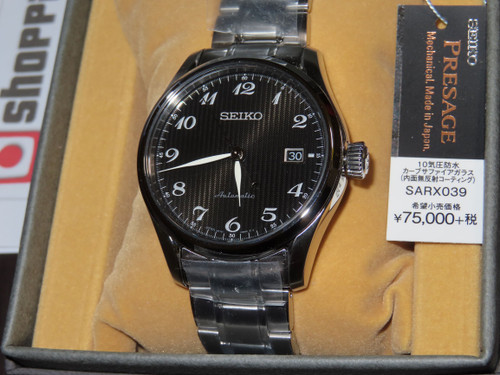 shoppi
SEIKO
Automatic
12
1
2
30
4
5
6
7
8
9
10
11
SEIKO
PRESAGE
Mechanical, Made in Japan.
10気圧防水
カーブサファイアガラス
(内面無反射コーティング)
SARX039
希望小売価格
¥75,000+税